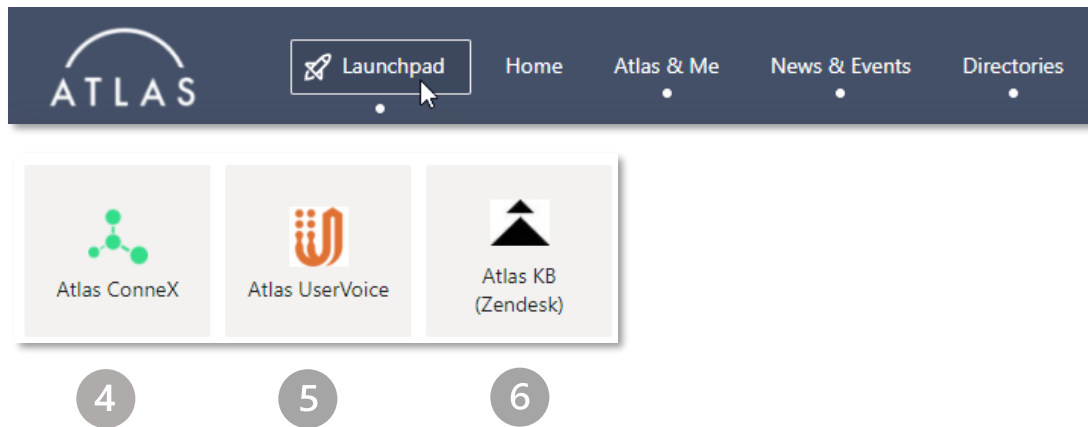 ATLAS
Launchpad Home Atlas & Me News & Events Directories
Atlas ConneX
Atlas UserVoice
Atlas KB
(Zendesk)
4 5 6